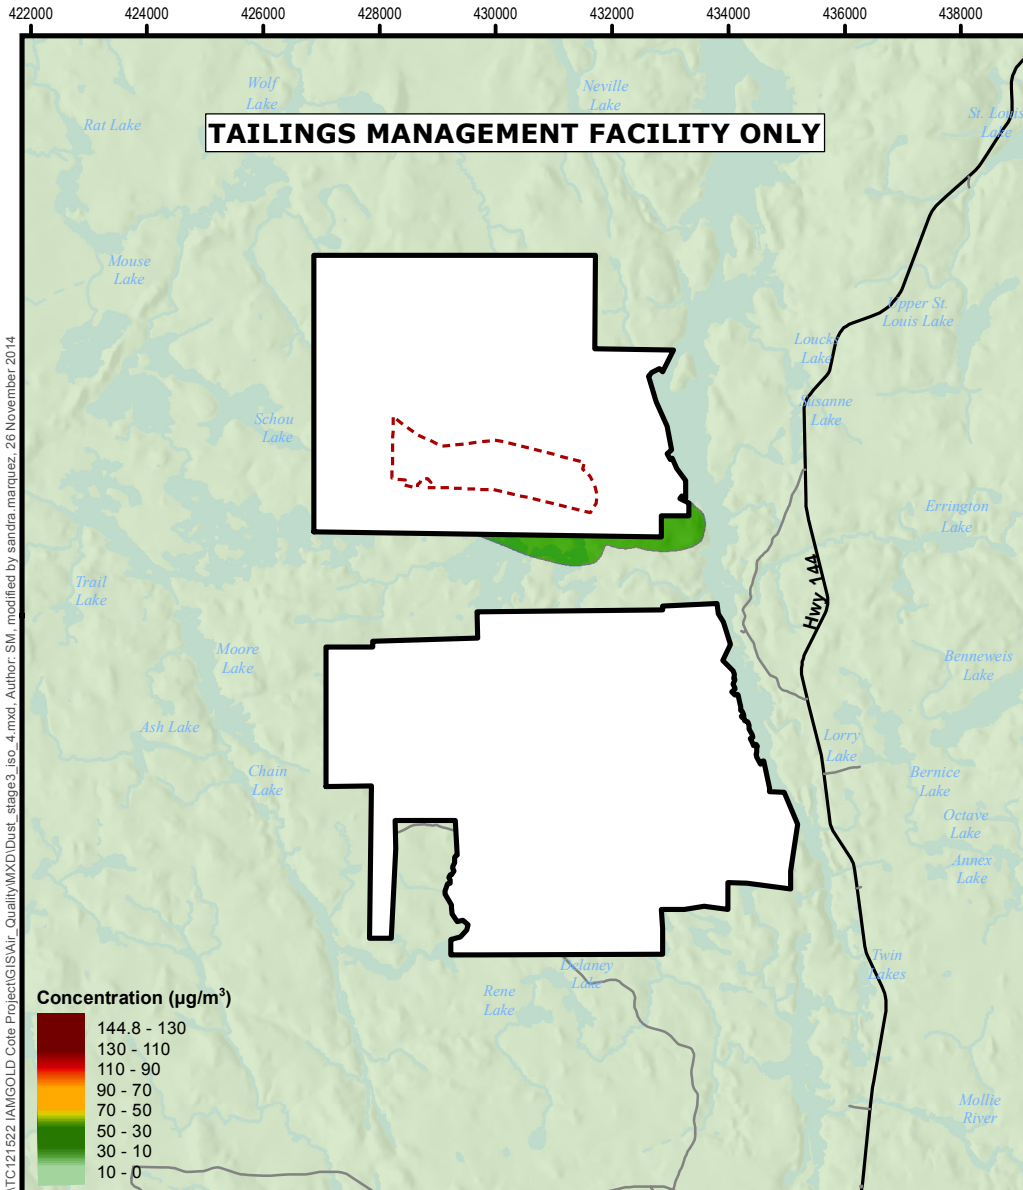 422000 424000 426000 428000 430000 432000 434000 436000 438000
Wolf
Lake
Neville
Lake
Rat Lake
St. Louis
Lake
TAILINGS MANAGEMENT FACILITY ONLY
Mouse
Lake
Upper St.
Louis Lake
Loucks
Lake
Susanne
Lake
Schou
Lake
Errington
Lake
Hwy 144
Trail
Lake
Moore
Lake
Benneweis
Lake
Ash Lake
Lorry
Lake
Chain
Lake
Bernice
Lake
Octave
Lake
Annex
Lake
Twin
Lakes
Delaney
Lake
Rene
Lake
Mollie
River
Concentration (µg/m³)
144.8 - 130
130 - 110
110 - 90
90 - 70
70 - 50
50 - 30
30 - 10
10 - 0
TC121522 IAMGOLD Cote Project\GIS\Air_Quality\MXD\Dust_stage3_iso_4.mxd, Author: SM, modified by sandra.marquez, 26 November 2014